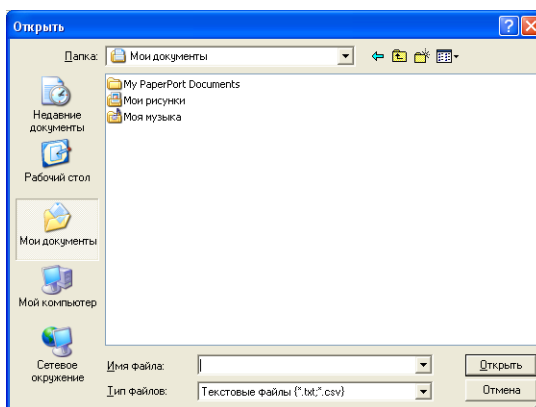 Открыть
Папка:
Мои документы
My PaperPort Documents
Мои рисунки
Моя музыка
Недавние
документы
Рабочий стол
Мои документы
Мой компьютер
Сетевое
окружение
Имя файла:
Открыть
Тип файлов:
Текстовые файлы {*.txt;*.csv}
Отмена